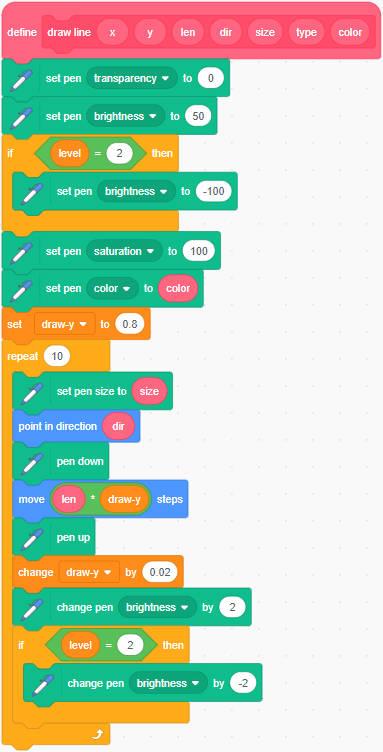 define draw line x y len dir size type color
set pen transparency to 0
set pen brightness to 50
if level = 2 then
set pen brightness to -100
set pen saturation to 100
set pen color to color
set draw-y to 0.8
repeat 10
set pen size to size
point in direction dir
pen down
move len * draw-y steps
pen up
change draw-y by 0.02
change pen brightness by 2
if level = 2 then
change pen brightness by -2